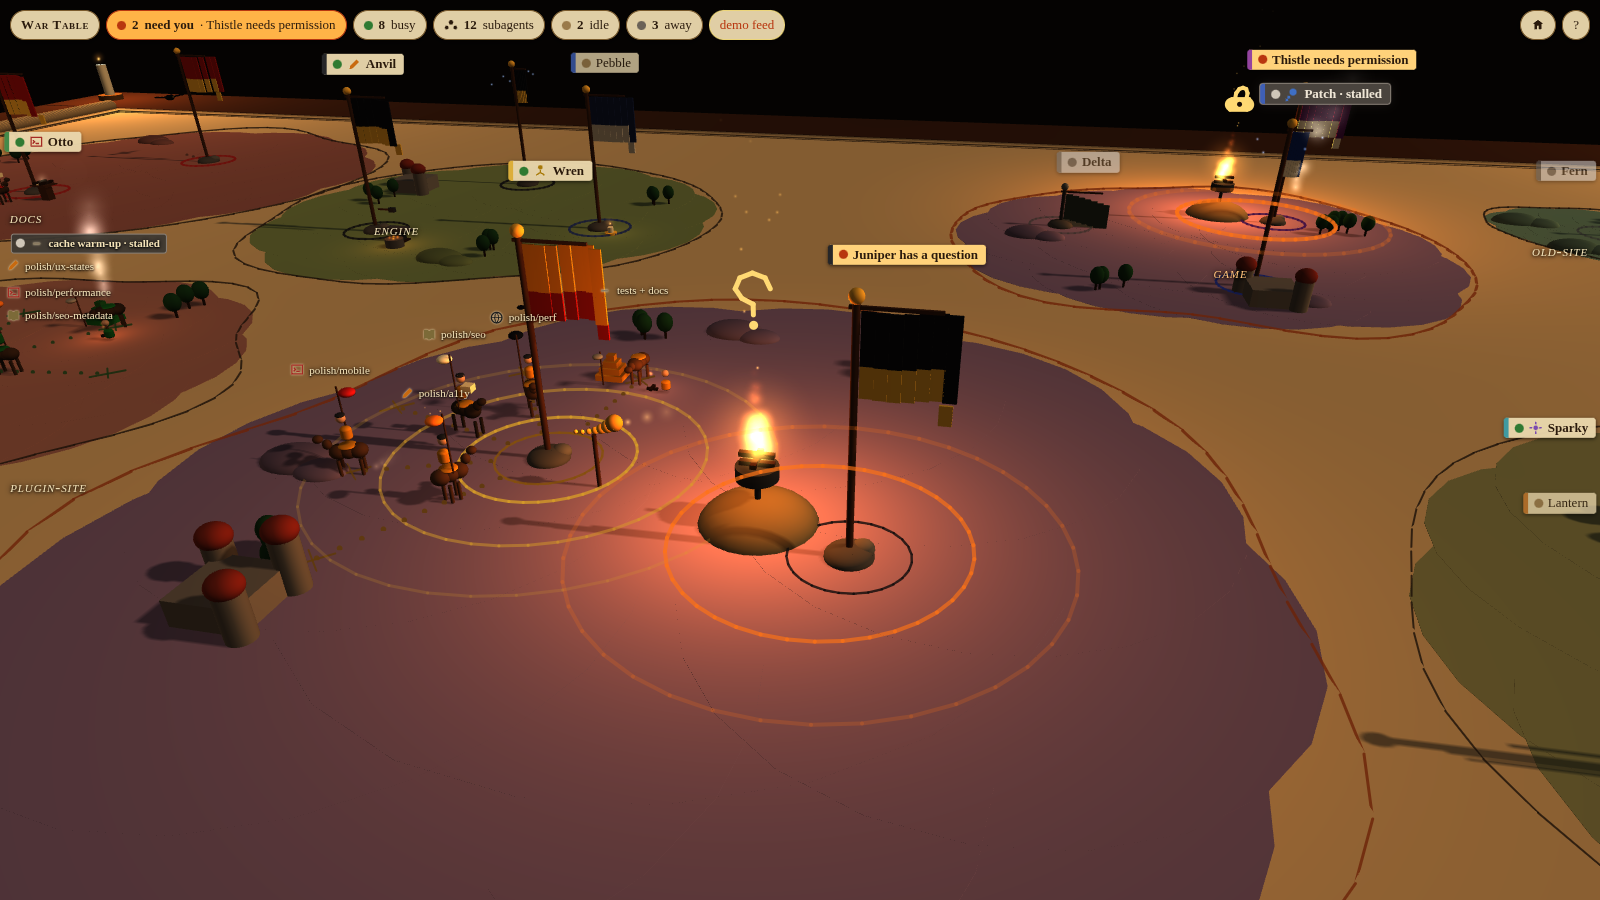 War Table
2 need you · Thistle needs permission
8 busy
12 subagents
2 idle
3 away
demo feed
?
Anvil
Pebble
Thistle needs permission
Patch · stalled
Otto
Wren
Delta
Fern
DOCS
ENGINE
cache warm-up · stalled
Juniper has a question
OLD-SITE
polish/ux-states
GAME
polish/performance
tests + docs
polish/seo-metadata
polish/perf
polish/seo
polish/mobile
polish/a11y
Sparky
PLUGIN-SITE
Lantern